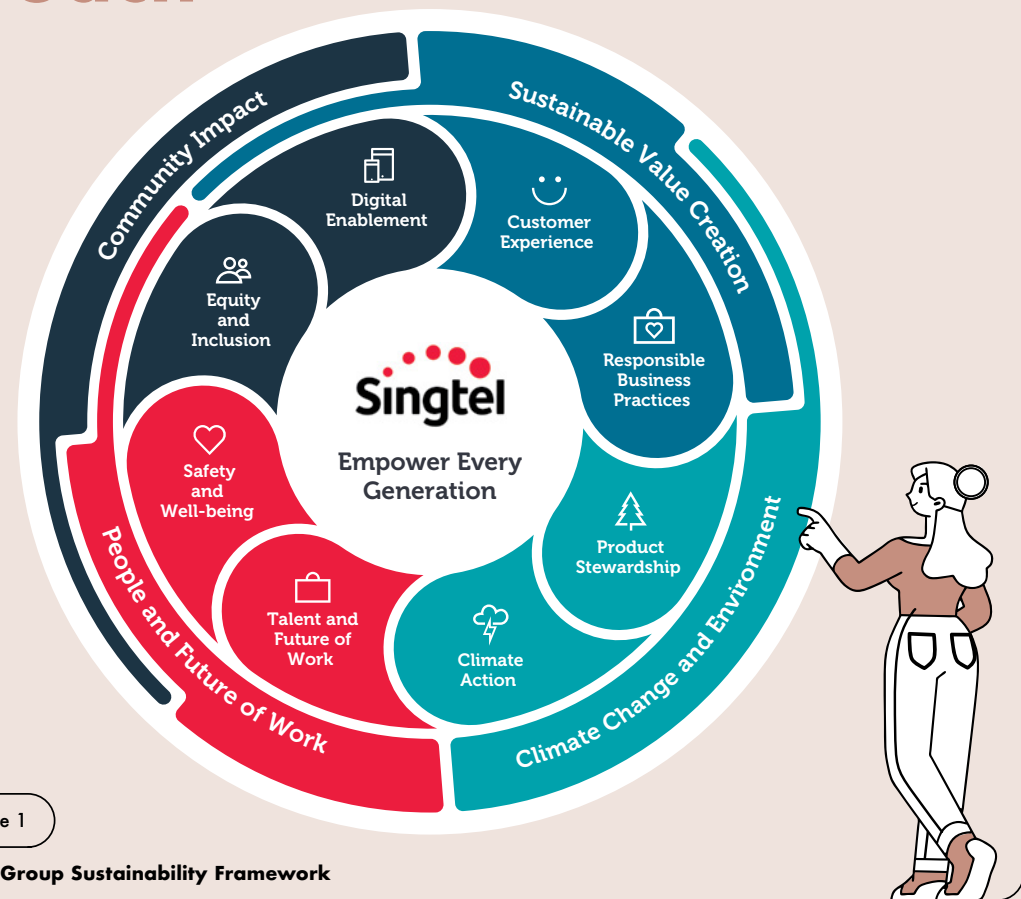 Community Impact
Sustainable Value Creation
Digital
Enablement
Customer
Experience
Equity
and
Inclusion
Responsible
Business
Practices
Singtel
Empower Every
Generation
Safety
and
Well-being
Product
Stewardship
Talent and
Future of
Work
Climate
Action
People and Future of Work
Climate Change and Environment
e 1
Group Sustainability Framework